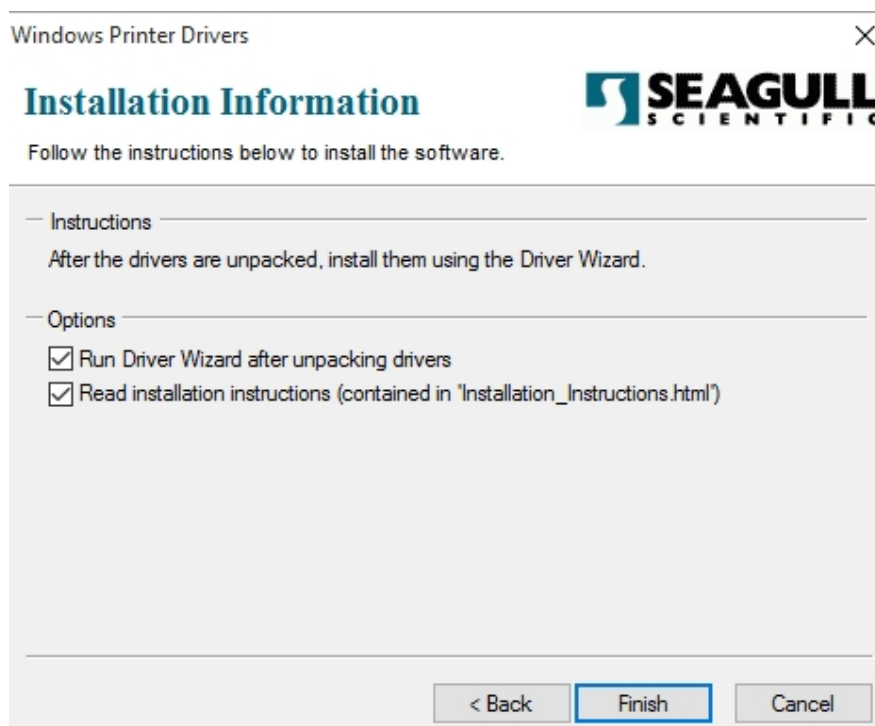 Windows Printer Drivers
Installation Information
SEAGULL
SCIENTIFIC
Follow the instructions below to install the software.
Instructions
After the drivers are unpacked, install them using the Driver Wizard.
Options
Run Driver Wizard after unpacking drivers
Read installation instructions (contained in "Installation_Instructions.html")
< Back
Finish
Cancel